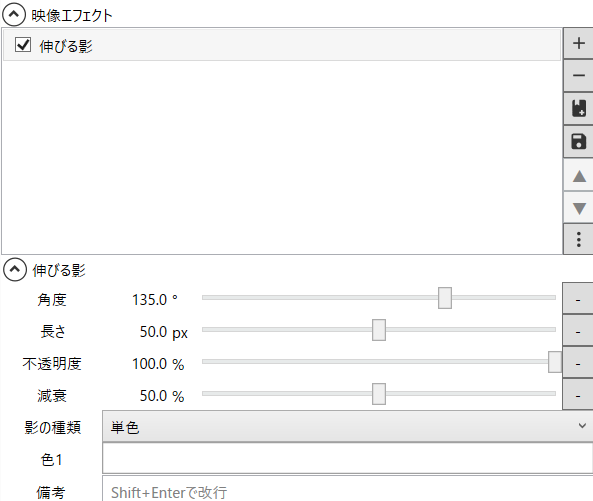 映像エフェクト
伸びる影
伸びる影
角度 135.0 ° -
長さ 50.0 px -
不透明度 100.0 % -
減衰 50.0 % -
影の種類 単色
色1
備考 Shift+Enterで改行